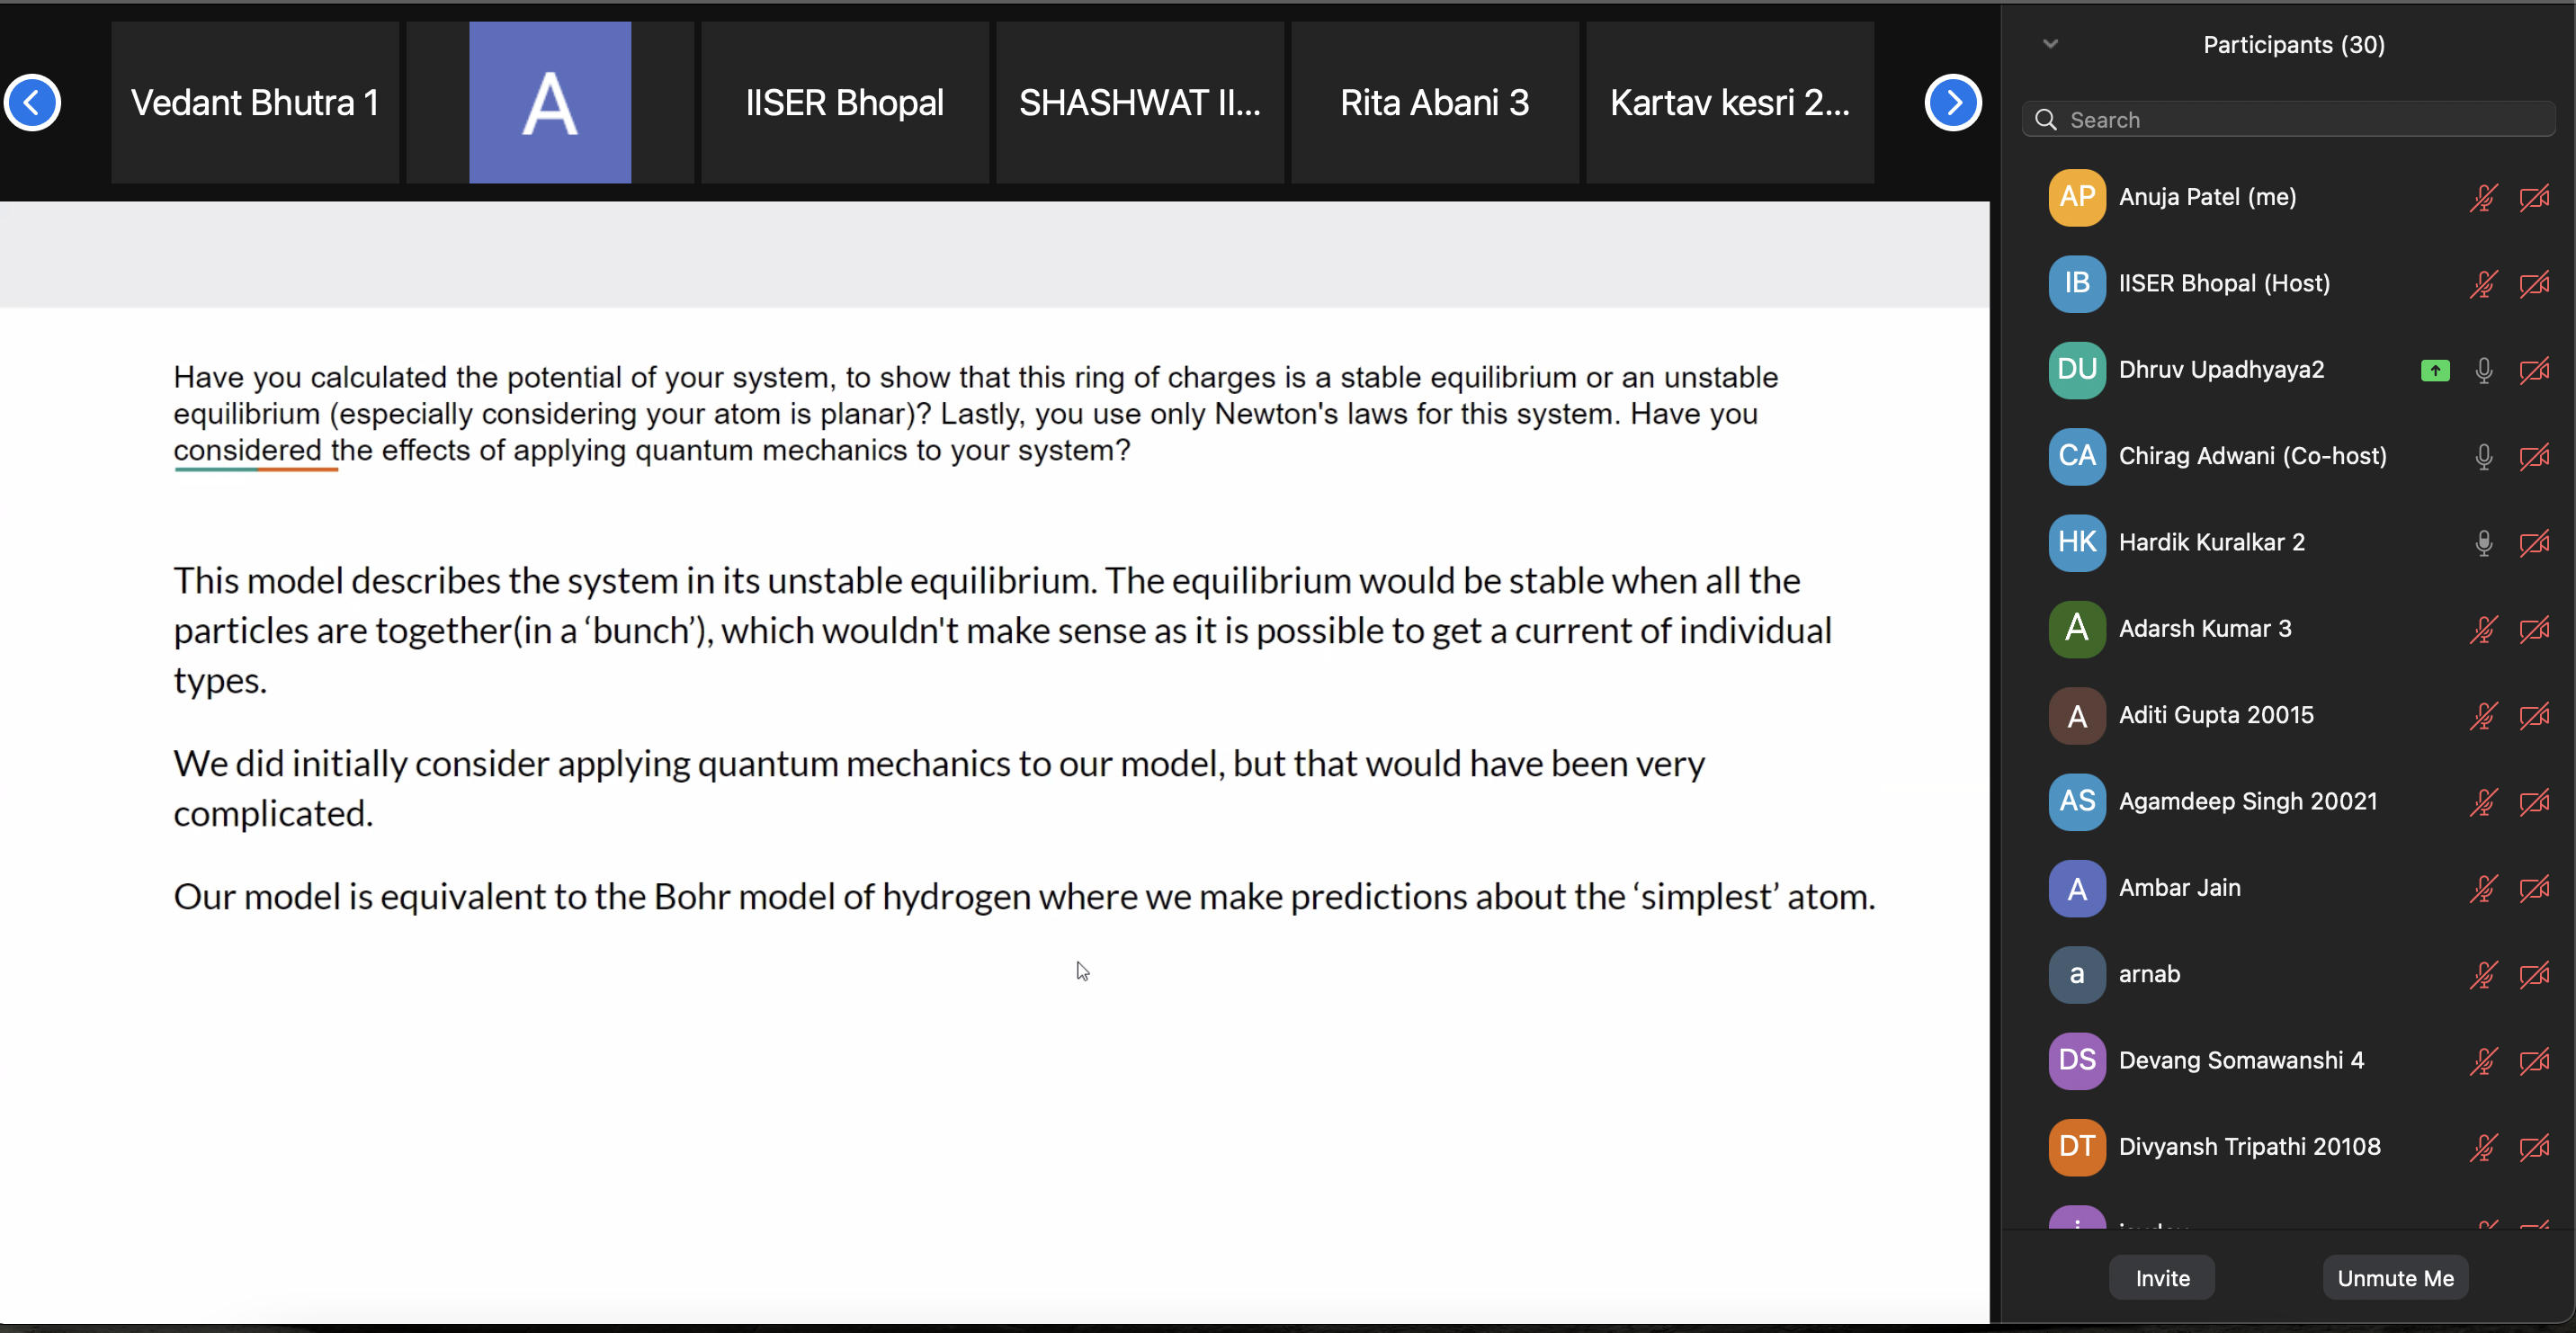 Vedant Bhutra 1
A
IISER Bhopal
SHASHWAT II...
Rita Abani 3
Kartav kesri 2...
Have you calculated the potential of your system, to show that this ring of charges is a stable equilibrium or an unstable
equilibrium (especially considering your atom is planar)? Lastly, you use only Newton's laws for this system. Have you
considered the effects of applying quantum mechanics to your system?
This model describes the system in its unstable equilibrium. The equilibrium would be stable when all the
particles are together(in a ‘bunch’), which wouldn't make sense as it is possible to get a current of individual
types.
We did initially consider applying quantum mechanics to our model, but that would have been very
complicated.
Our model is equivalent to the Bohr model of hydrogen where we make predictions about the ‘simplest’ atom.
Participants (30)
Search
AP Anuja Patel (me)
IB IISER Bhopal (Host)
DU Dhruv Upadhyaya2
CA Chirag Adwani (Co-host)
HK Hardik Kuralkar 2
A Adarsh Kumar 3
A Aditi Gupta 20015
AS Agamdeep Singh 20021
A Ambar Jain
a arnab
DS Devang Somawanshi 4
DT Divyansh Tripathi 20108
Invite
Unmute Me